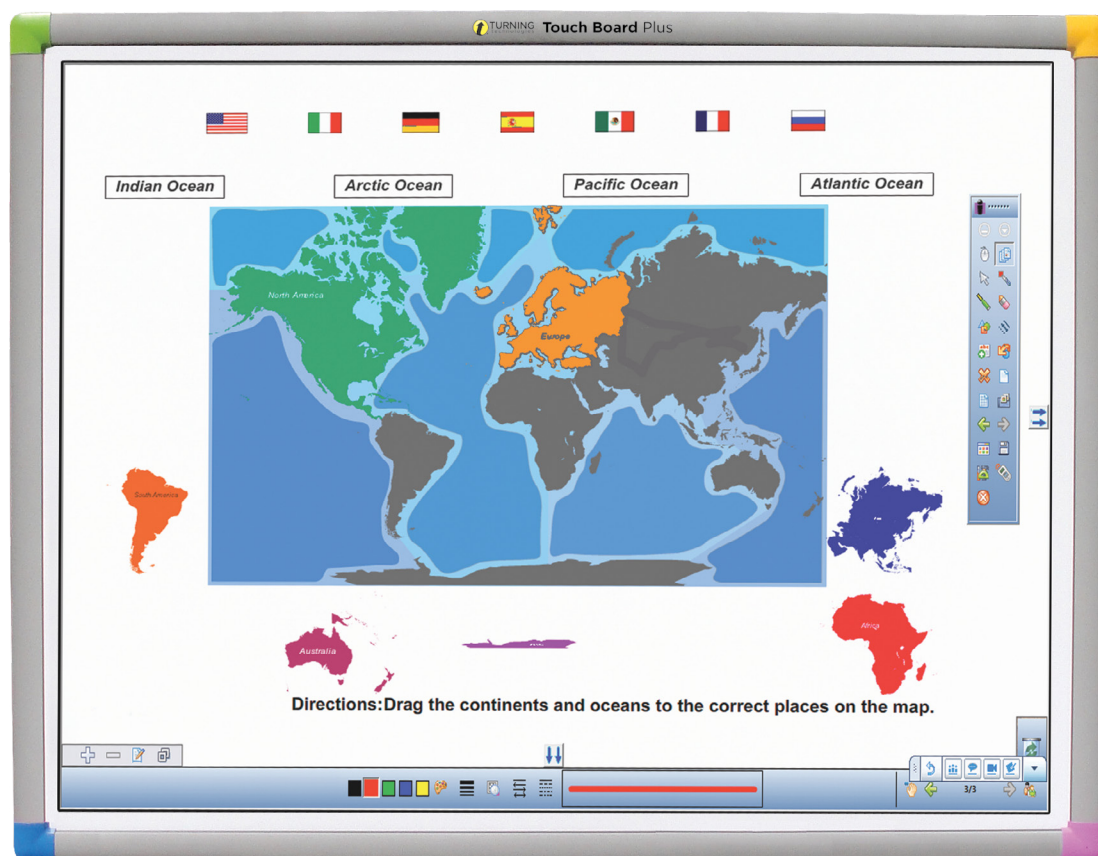 TURNING Technologies Touch Board Plus
Indian Ocean
Arctic Ocean
Pacific Ocean
Atlantic Ocean
North America
Europe
South America
Australia
Africa
Directions:Drag the continents and oceans to the correct places on the map.
3/3